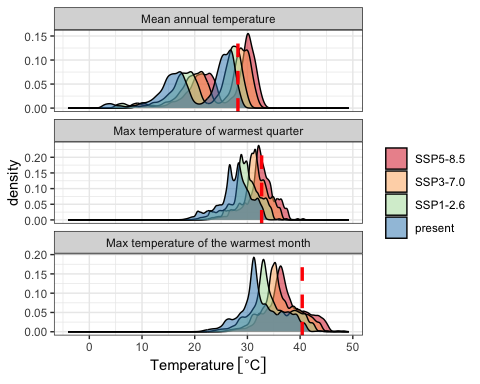 Mean annual temperature
0.15
0.10
0.05
0.00
Max temperature of warmest quarter
0.20
0.15
0.10
0.05
0.00
Max temperature of the warmest month
0.20
0.15
0.10
0.05
0.00
0 10 20 30 40 50
Temperature [°C]
density
SSP5-8.5
SSP3-7.0
SSP1-2.6
present